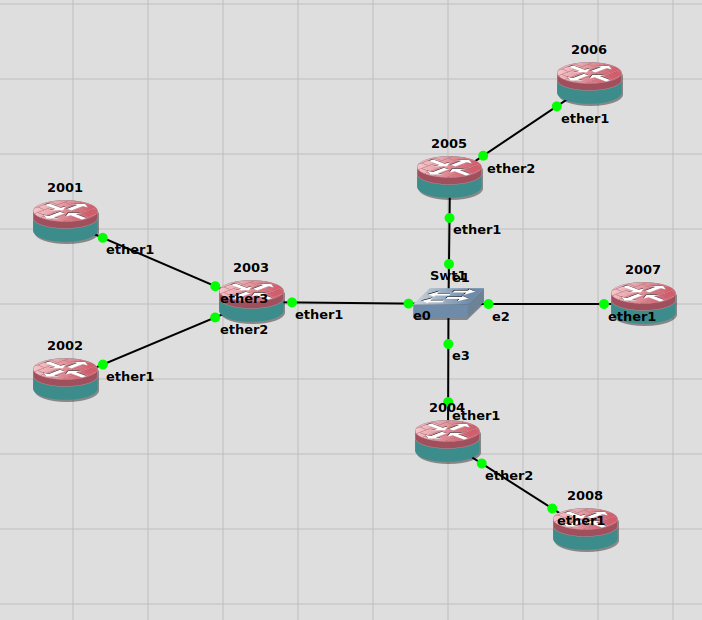 2006
ether1
2005
ether2
2001
ether1
ether1
2003
Swt1
e1
2007
ether3
ether1
e0
e2
ether1
ether2
2002
e3
ether1
2004
ether1
ether2
2008
ether1